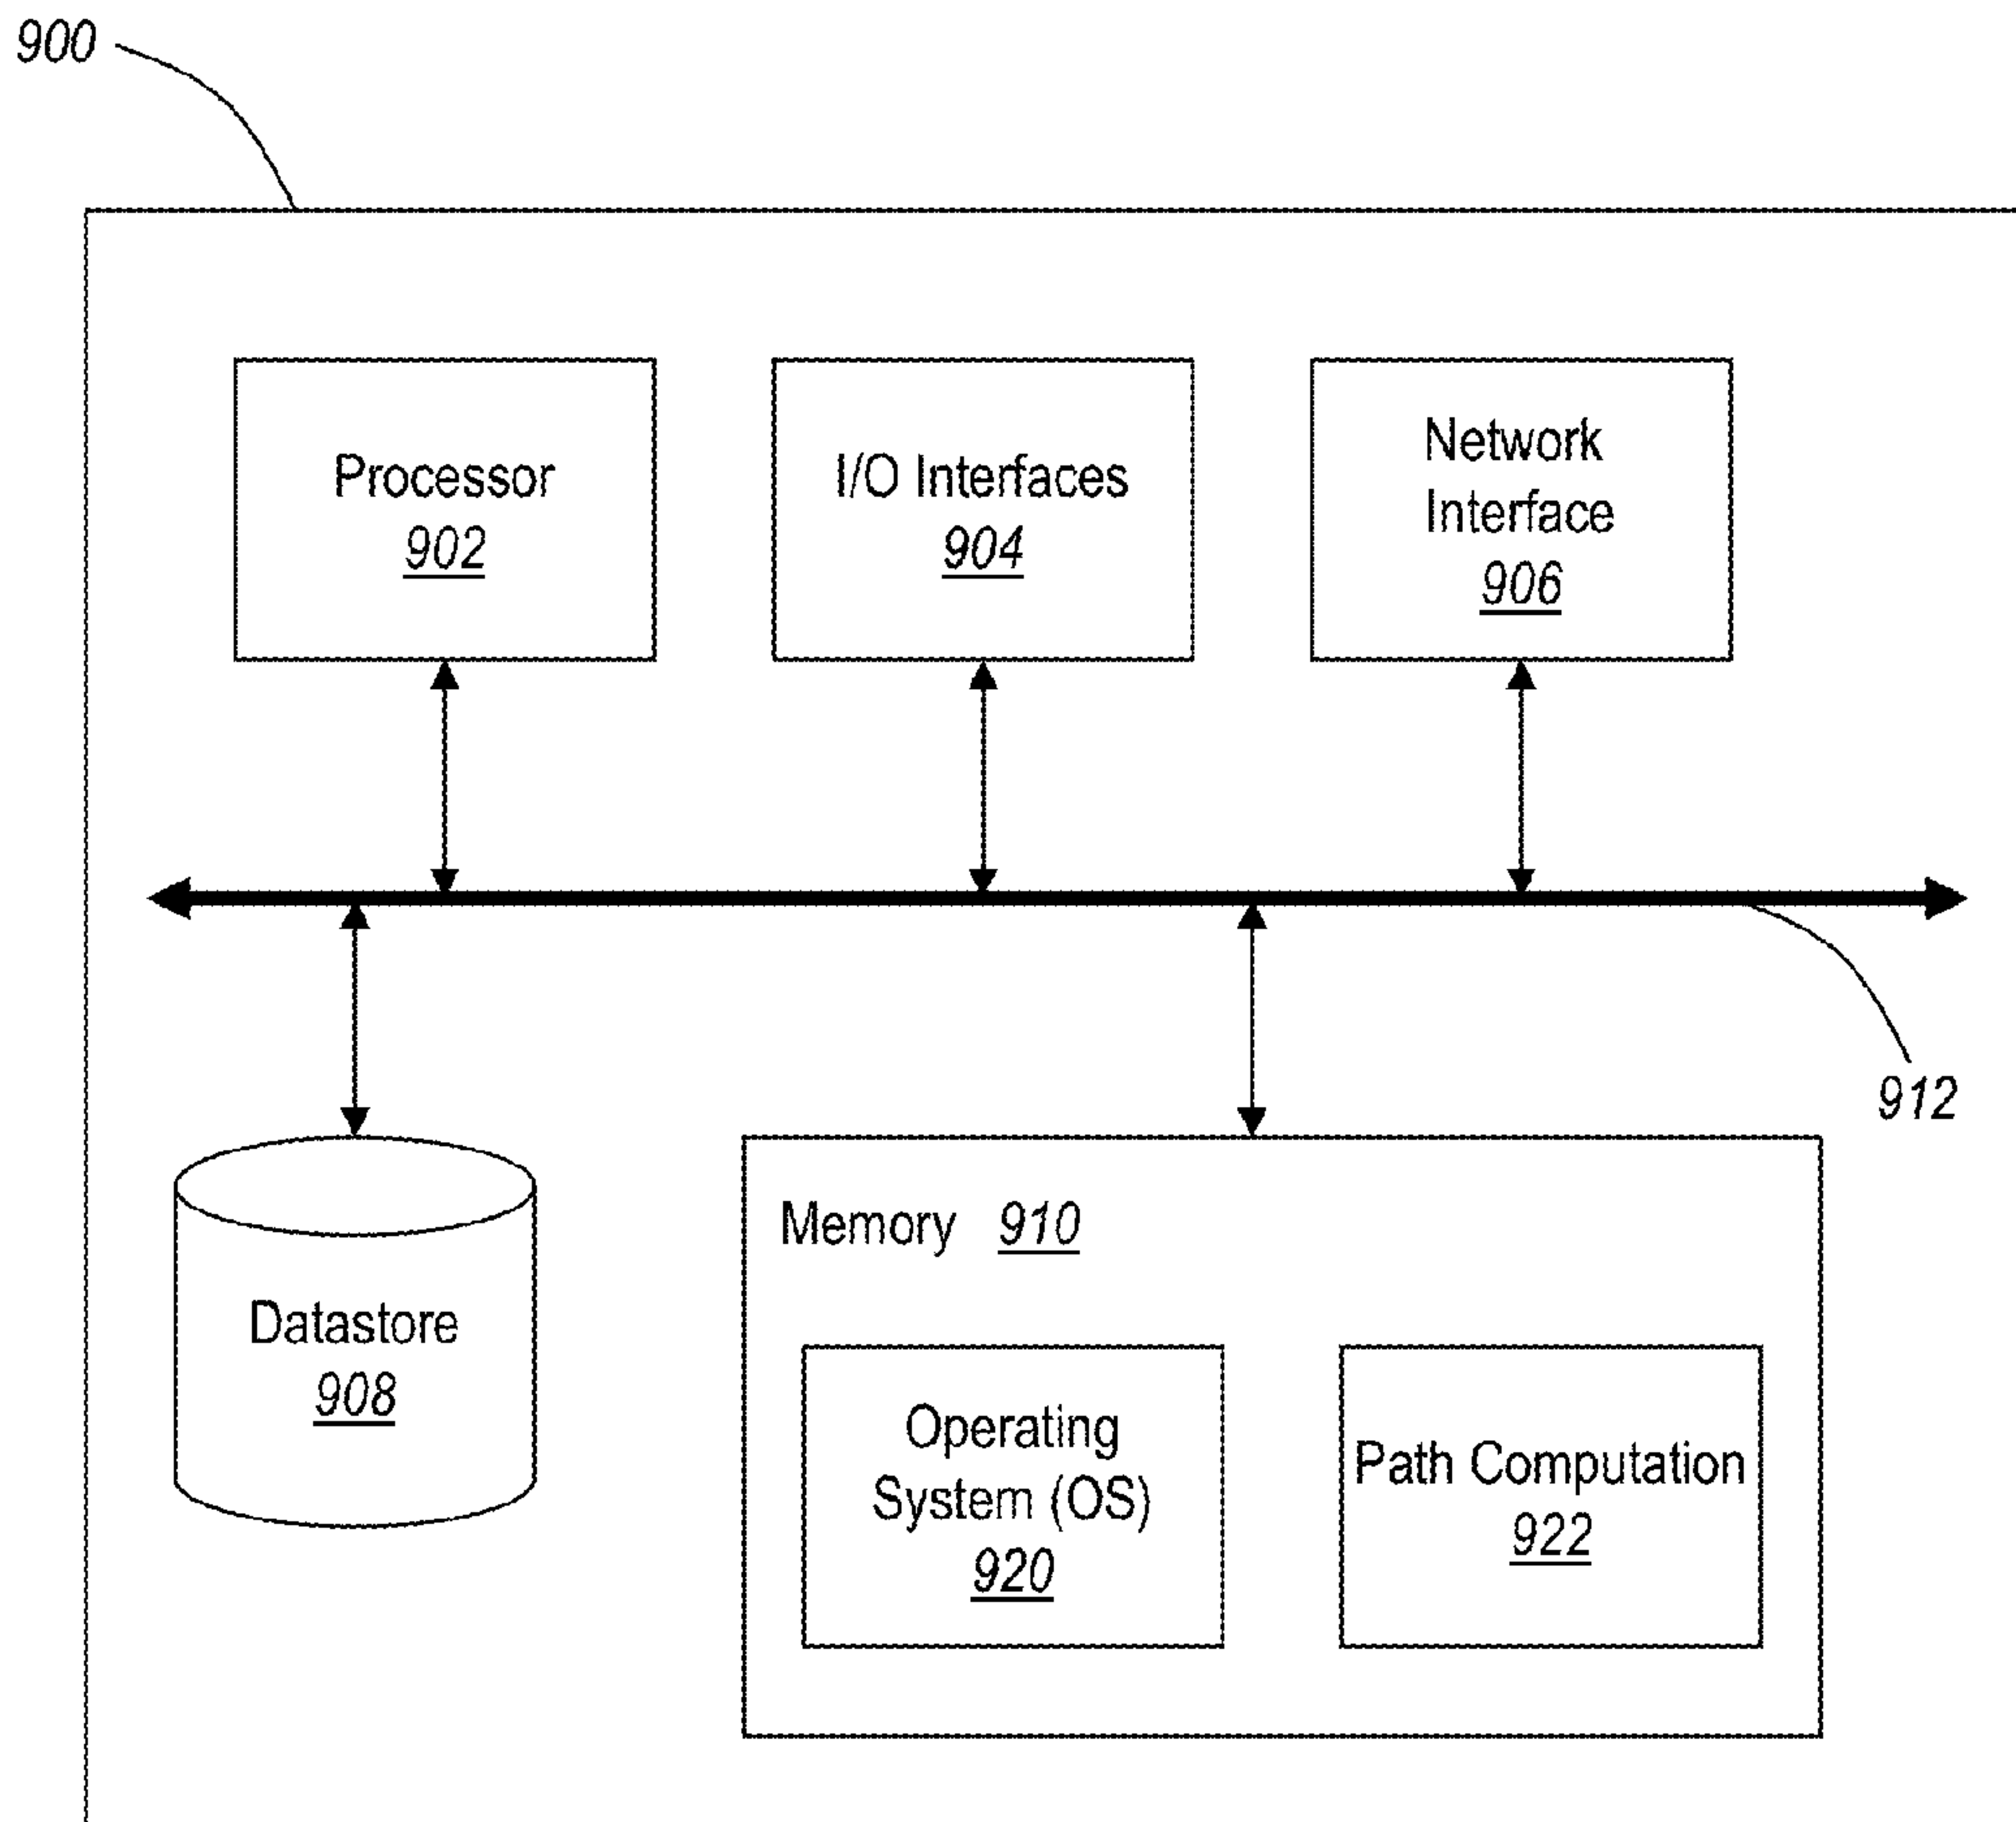 900
Processor
902
I/O Interfaces
904
Network
Interface
906
912
Datastore
908
Memory 910
Operating
System (OS)
920
Path Computation
922